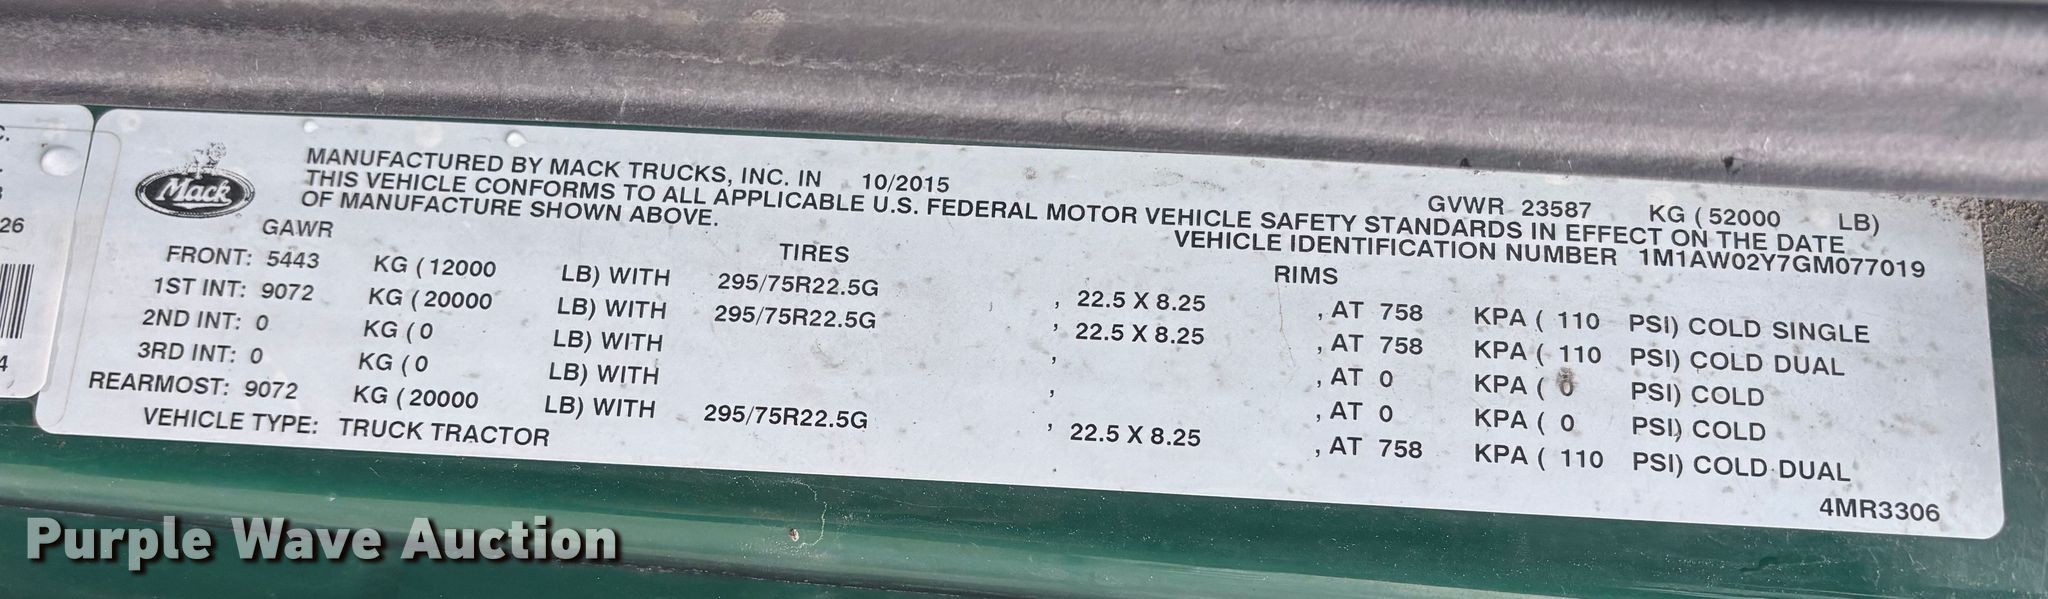 C.
26
4
Mack
MANUFACTURED BY MACK TRUCKS, INC. IN 10/2015 GVWR 23587 KG ( 52000 LB)
THIS VEHICLE CONFORMS TO ALL APPLICABLE U.S. FEDERAL MOTOR VEHICLE SAFETY STANDARDS IN EFFECT ON THE DATE
OF MANUFACTURE SHOWN ABOVE. VEHICLE IDENTIFICATION NUMBER 1M1AW02Y7GM077019
GAWR TIRES RIMS
FRONT: 5443 KG ( 12000 LB) WITH 295/75R22.5G , 22.5 X 8.25 , AT 758 KPA ( 110 PSI) COLD SINGLE
1ST INT: 9072 KG ( 20000 LB) WITH 295/75R22.5G , 22.5 X 8.25 , AT 758 KPA ( 110 PSI) COLD DUAL
2ND INT: 0 KG ( 0 LB) WITH , , AT 0 KPA ( 0 PSI) COLD
3RD INT: 0 KG ( 0 LB) WITH , , AT 0 KPA ( 0 PSI) COLD
REARMOST: 9072 KG ( 20000 LB) WITH 295/75R22.5G , 22.5 X 8.25 , AT 758 KPA ( 110 PSI) COLD DUAL
VEHICLE TYPE: TRUCK TRACTOR
4MR3306
Purple Wave Auction